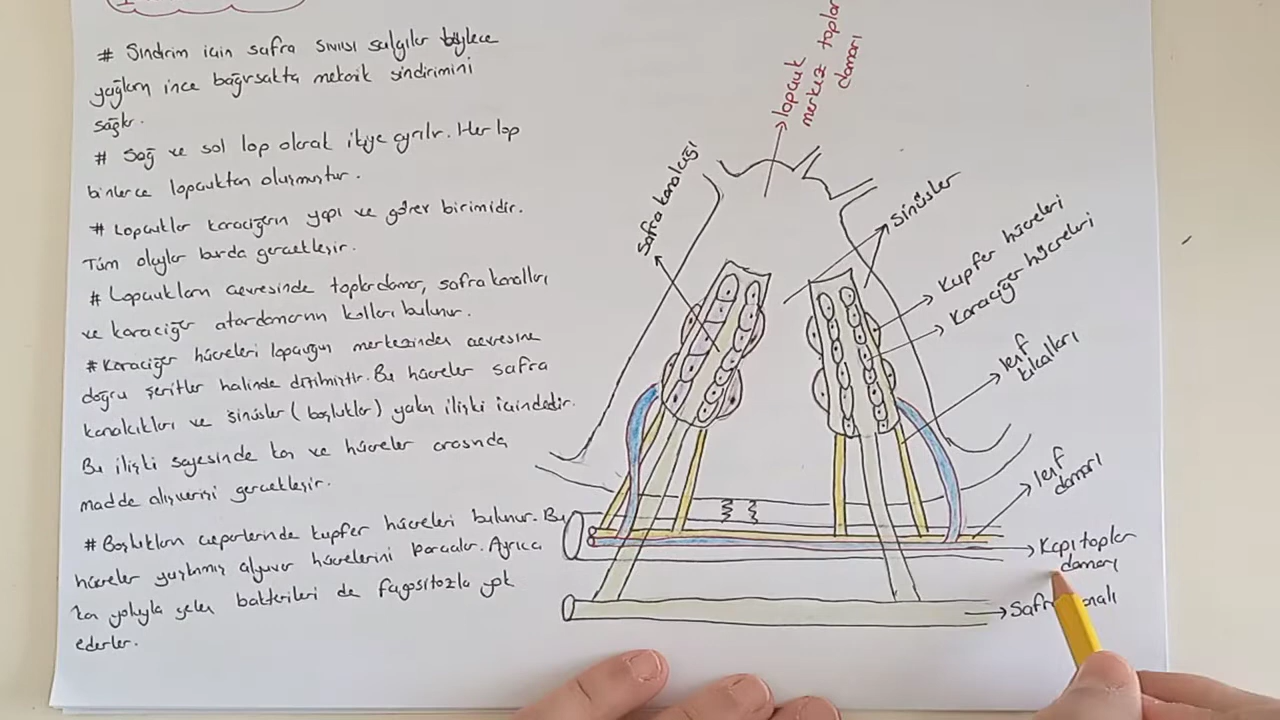 # Sindirim için safra sıvısı salgılar böylece
yağların ince bağırsakta mekanik sindirimini
sağlar.
# Sağ ve sol lop olarak ikiye ayrılır. Her lop
binlerce lopçuktan oluşmuştur.
# Lopçuklar karaciğerin yapı ve görev birimidir.
Tüm olaylar burda gerçekleşir.
# Lopçukların çevresinde toplardamar, safra kanalları
ve karaciğer atardamarının kolları bulunur.
# Karaciğer hücreleri lopçuğun merkezinden çevresine
doğru şeritler halinde dizilmiştir. Bu hücreler safra
kanalcıkları ve sinüsler (boşluklar) yakın ilişki içindedir.
Bu ilişki sayesinde kan ve hücreler arasında
madde alışverişi gerçekleşir.
# Boşlukların çeperlerinde kupfer hücreleri bulunur. Bu
hücreler yaşlanmış alyuvar hücrelerini parçalar. Ayrıca
kan yoluyla gelen bakterileri de fagositozla yok
ederler.
lopçuk
merkez toplar
damarı
safra kanalcığı
Sinüsler
Kupfer hücreleri
Karaciğer hücreleri
lenf
kılcalları
lenf
damarı
Kapı toplar
damarı